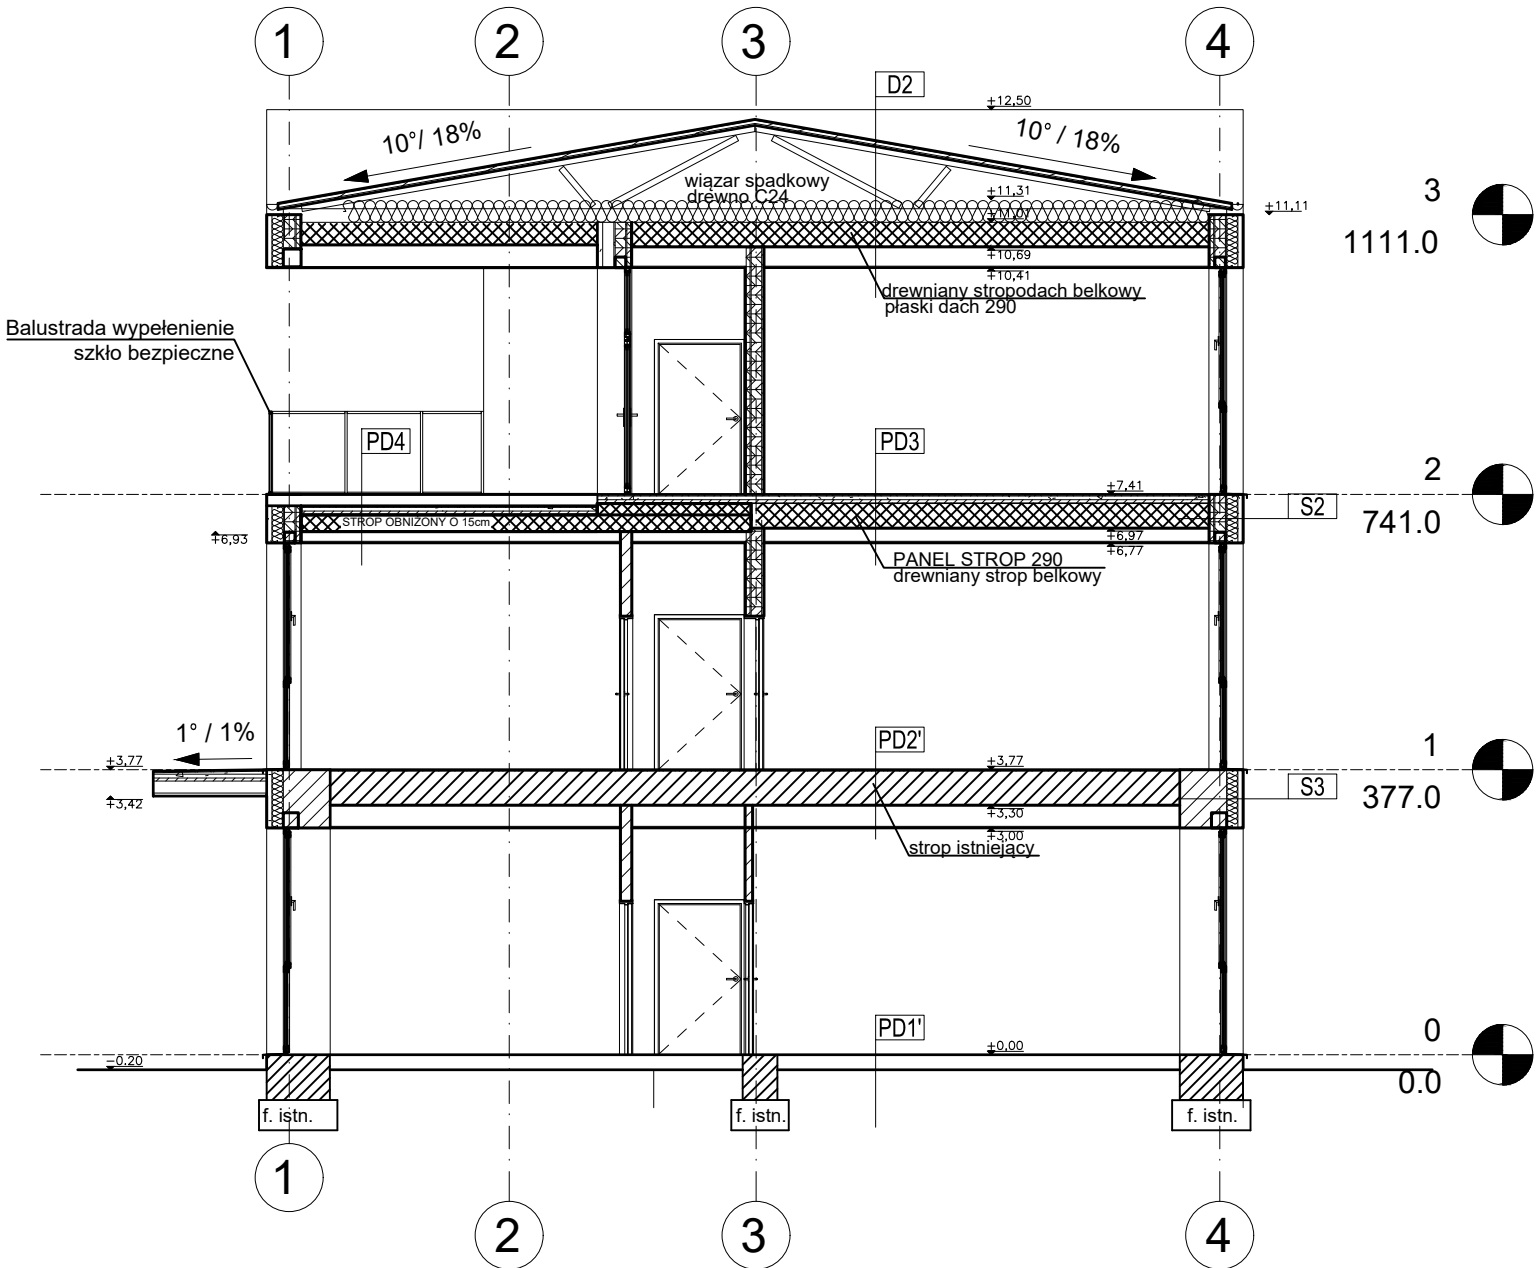 1
2
3
4
D2
+12,50
10°/ 18%
10° / 18%
wiązar spadkowy
drewno C24
+11,31
+11,11
+11,01
3
1111.0
+10,69
+10,41
drewniany stropodach belkowy
płaski dach 290
Balustrada wypełenienie
szkło bezpieczne
PD4
PD3
2
741.0
+7,41
S2
STROP OBNIŻONY O 15cm
+6,93
+6,97
+6,77
PANEL STROP 290
drewniany strop belkowy
1° / 1%
PD2'
+3,77
+3,77
1
377.0
S3
+3,42
+3,30
+3,00
strop istniejący
PD1'
0
0.0
+0,00
-0.20
f. istn.
f. istn.
f. istn.
1
2
3
4